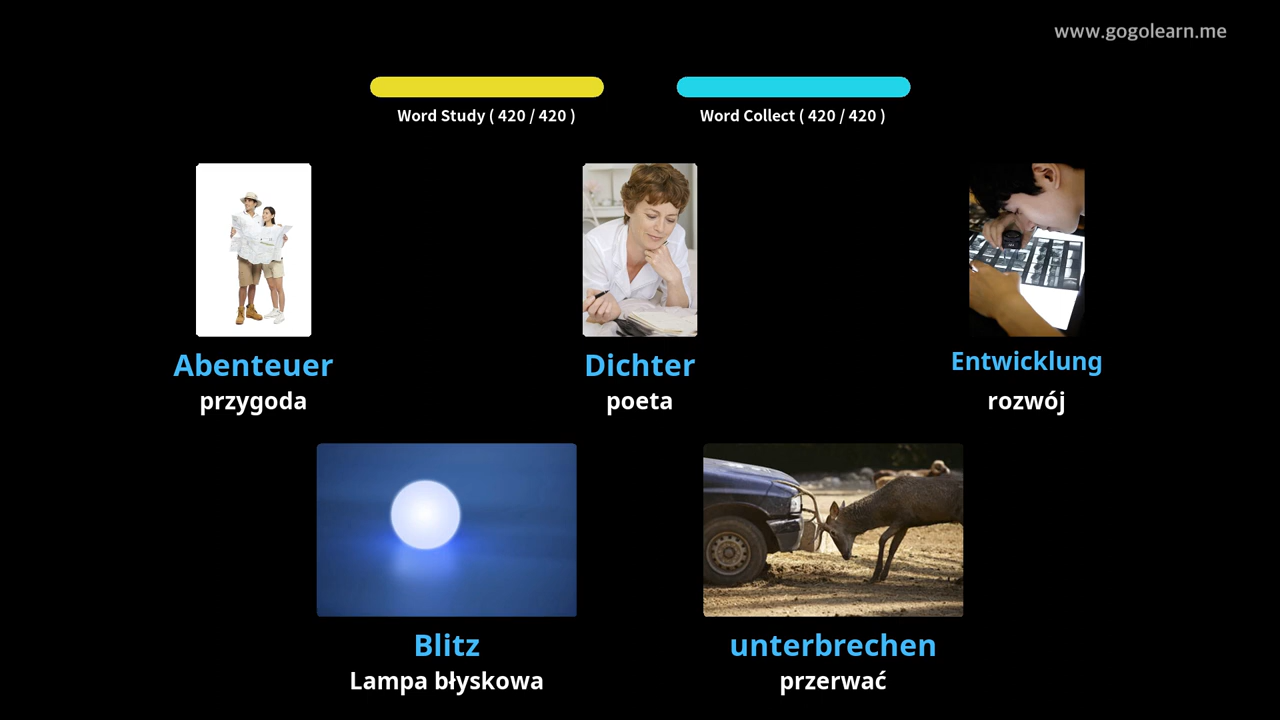 www.gogolearn.me
Word Study ( 420 / 420 )
Word Collect ( 420 / 420 )
Abenteuer
przygoda
Dichter
poeta
Entwicklung
rozwój
Blitz
Lampa błyskowa
unterbrechen
przerwać